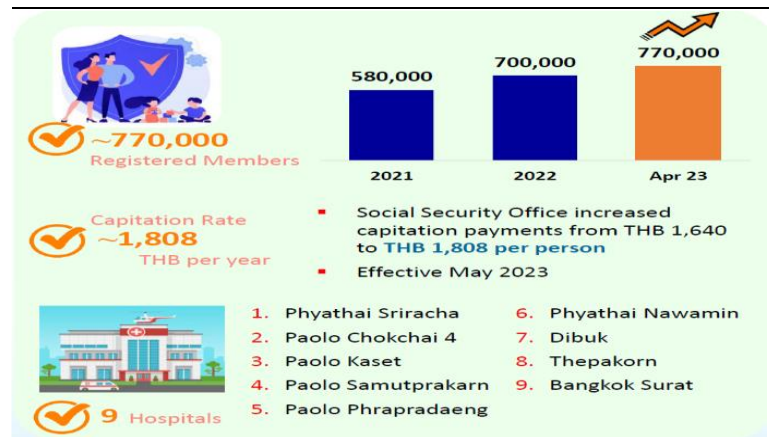 ~770,000
Registered Members
580,000
700,000
770,000
2021
2022
Apr 23
Capitation Rate
~1,808
THB per year
▪ Social Security Office increased
capitation payments from THB 1,640
to THB 1,808 per person
▪ Effective May 2023
9 Hospitals
1. Phyathai Sriracha
2. Paolo Chokchai 4
3. Paolo Kaset
4. Paolo Samutprakarn
5. Paolo Phrapradaeng
6. Phyathai Nawamin
7. Dibuk
8. Thepakorn
9. Bangkok Surat